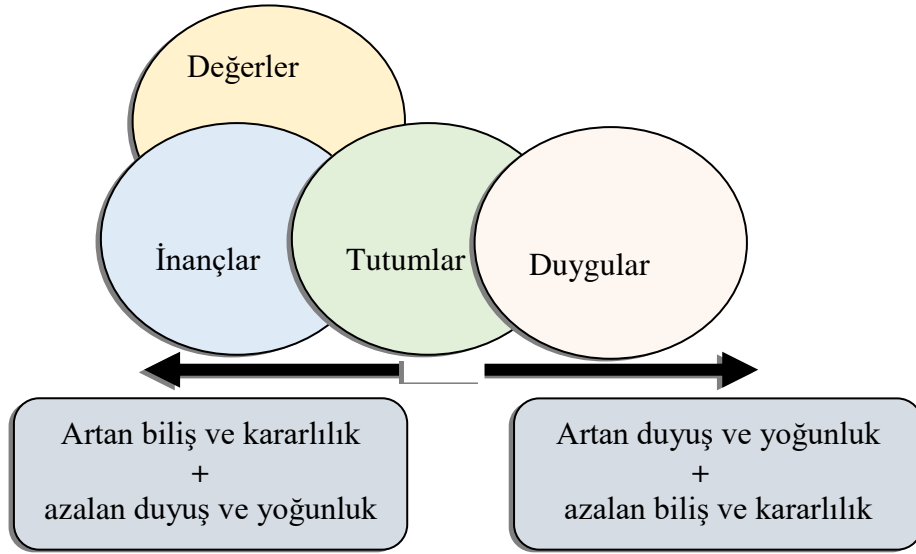 Değerler
İnançlar
Tutumlar
Duygular
Artan biliş ve kararlılık
+
azalan duyuş ve yoğunluk
Artan duyuş ve yoğunluk
+
azalan biliş ve kararlılık